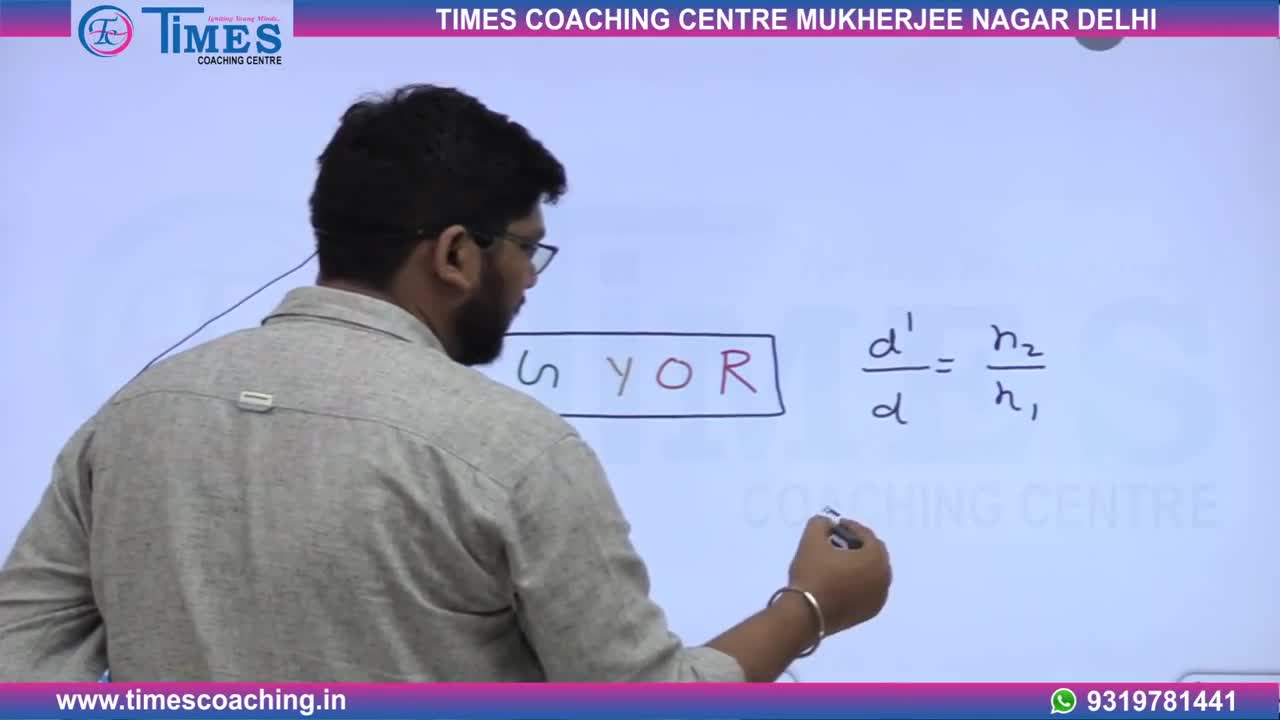 Igniting Young Minds..
TIMES
COACHING CENTRE
TIMES COACHING CENTRE MUKHERJEE NAGAR DELHI
G Y O R
d'/d = n₂/n₁
TIMES
COACHING CENTRE
www.timescoaching.in
9319781441